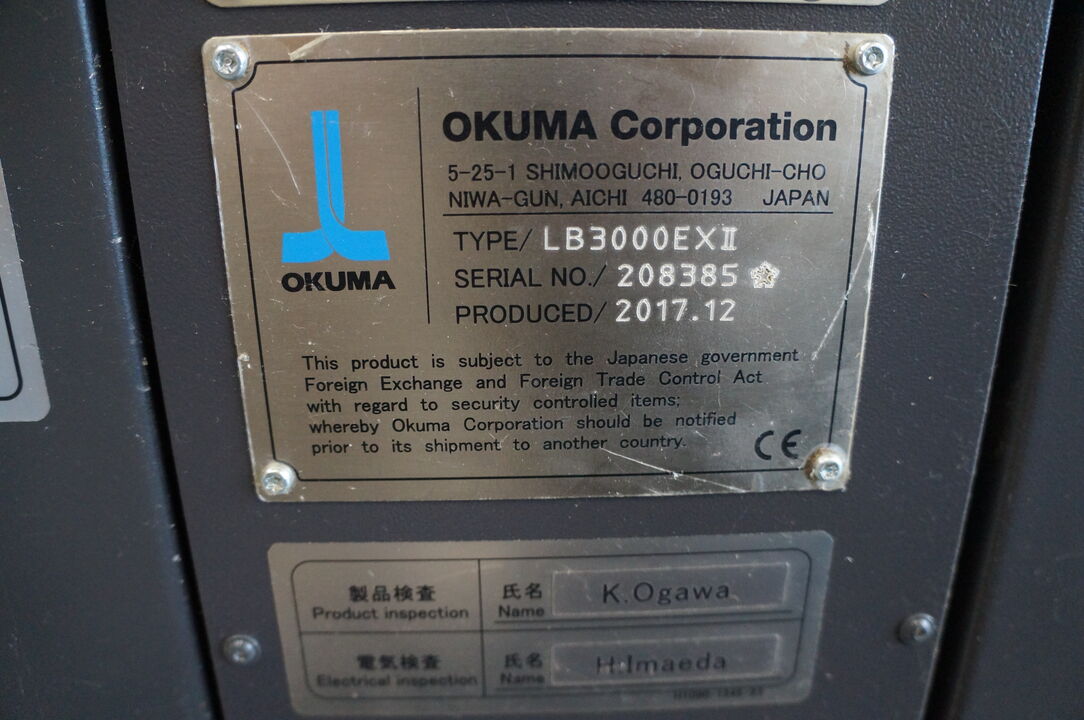 OKUMA
OKUMA Corporation
5-25-1 SHIMOOGUCHI, OGUCHI-CHO
NIWA-GUN, AICHI 480-0193 JAPAN
TYPE/ LB3000EXⅡ
SERIAL NO./ 208385
PRODUCED/ 2017.12
This product is subject to the Japanese government
Foreign Exchange and Foreign Trade Control Act
with regard to security controlled items;
whereby Okuma Corporation should be notified
prior to its shipment to another country.
CE
製品検査 氏名 K.Ogawa
Product inspection Name
電気検査 氏名 H.Imaeda
Electrical inspection Name